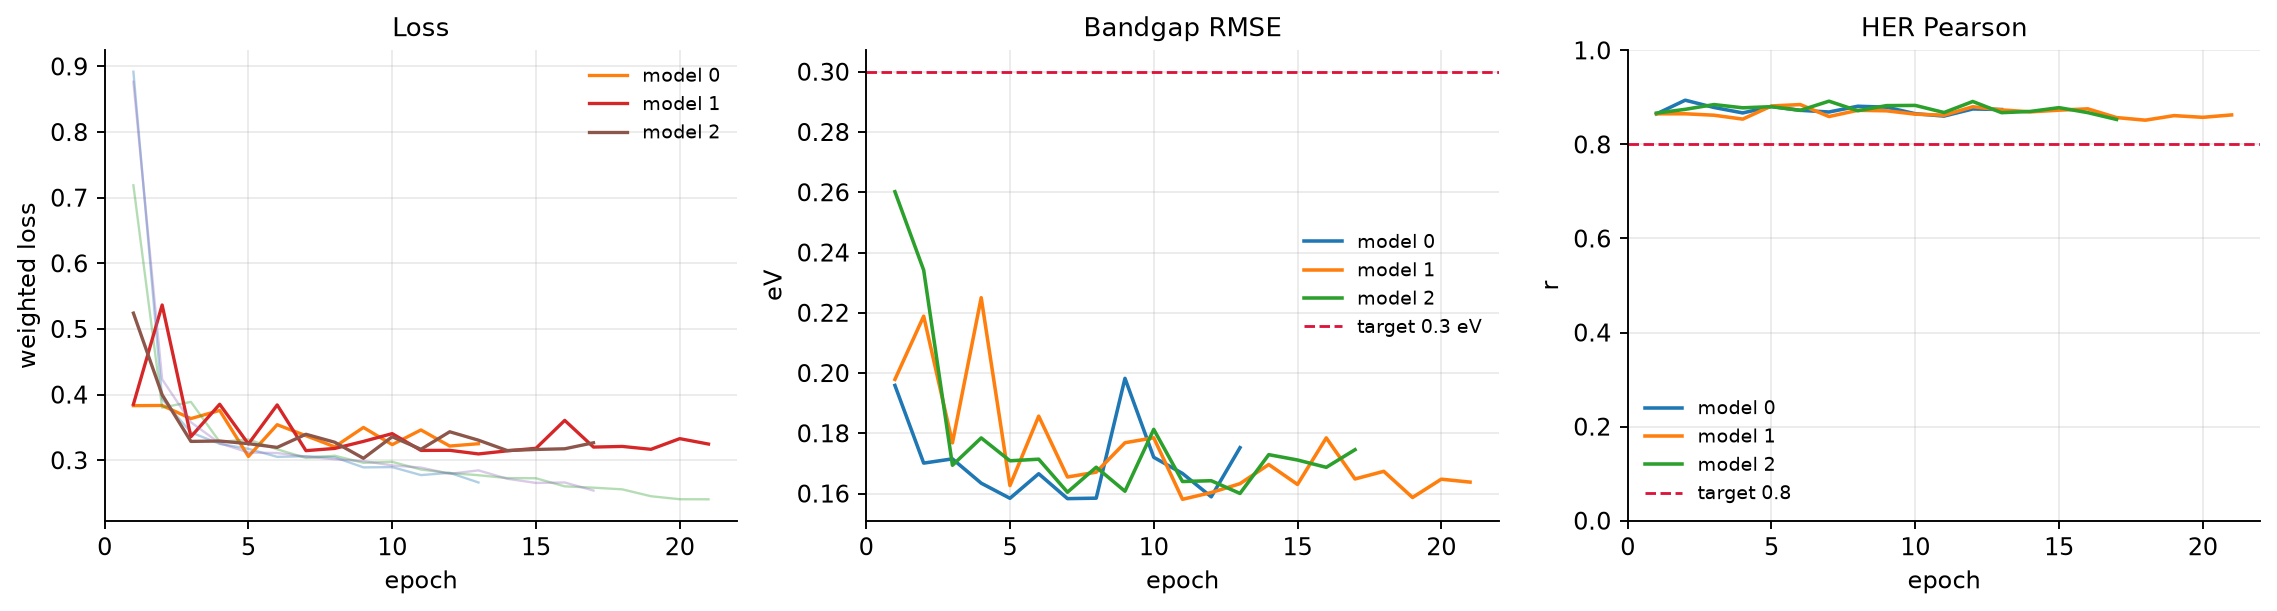 Loss
weighted loss
0.9
0.8
0.7
0.6
0.5
0.4
0.3
0 5 10 15 20
epoch
model 0
model 1
model 2
Bandgap RMSE
eV
0.30
0.28
0.26
0.24
0.22
0.20
0.18
0.16
0 5 10 15 20
epoch
model 0
model 1
model 2
target 0.3 eV
HER Pearson
r
1.0
0.8
0.6
0.4
0.2
0.0
0 5 10 15 20
epoch
model 0
model 1
model 2
target 0.8